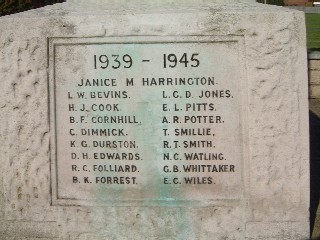 1939 - 1945
JANICE M HARRINGTON.
L. W. BEVINS. L. G. D. JONES.
H. J. COOK. E. L. PITTS.
B. F. CORNHILL. A. R. POTTER.
C. DIMMICK. T. SMILLIE.
K. G. DURSTON. R. T. SMITH.
D. H. EDWARDS. N. C. WATLING.
R. C. FOLLIARD. G. B. WHITTAKER
B. K. FORREST. E. C. WILES.